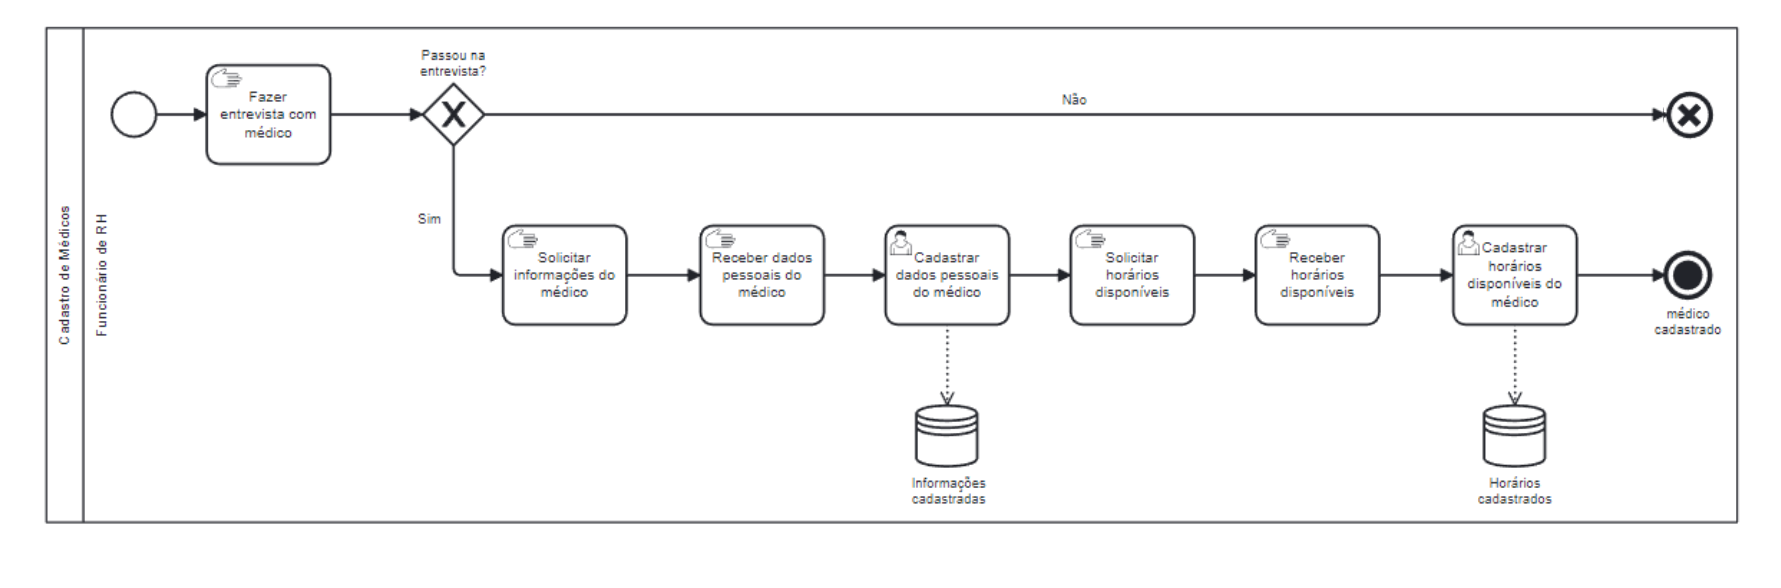 Cadastro de Médicos
Funcionário de RH
Fazer
entrevista com
médico
Passou na
entrevista?
Não
Sim
Solicitar
informações do
médico
Receber dados
pessoais do
médico
Cadastrar
dados pessoais
do médico
Solicitar
horários
disponíveis
Receber
horários
disponíveis
Cadastrar
horários
disponíveis do
médico
médico
cadastrado
Informações
cadastradas
Horários
cadastrados